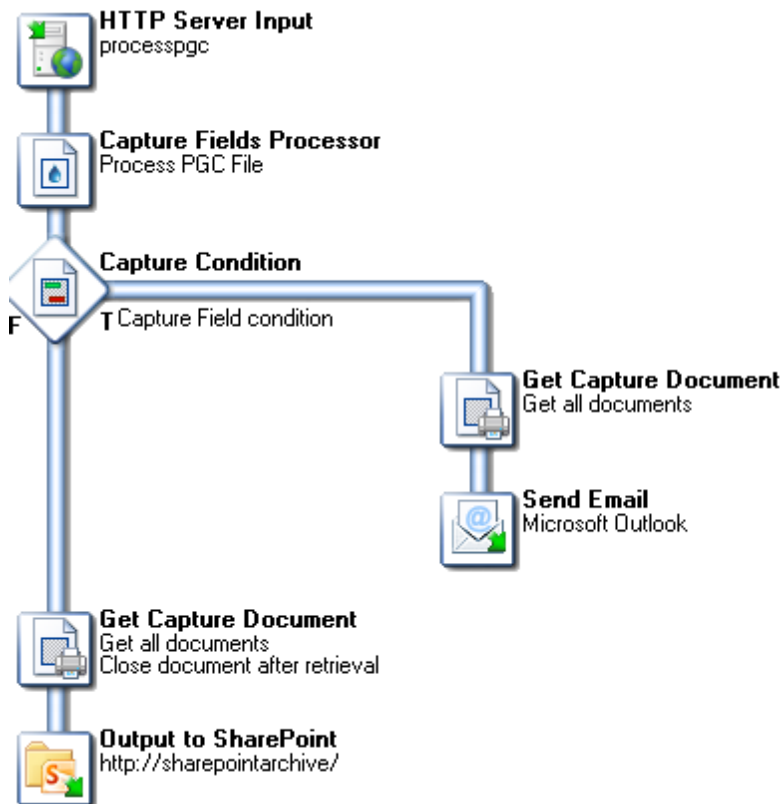 HTTP Server Input
processpgc
Capture Fields Processor
Process PGC File
Capture Condition
F
T Capture Field condition
Get Capture Document
Get all documents
@
Send Email
Microsoft Outlook
Get Capture Document
Get all documents
Close document after retrieval
Output to SharePoint
S
http://sharepointarchive/